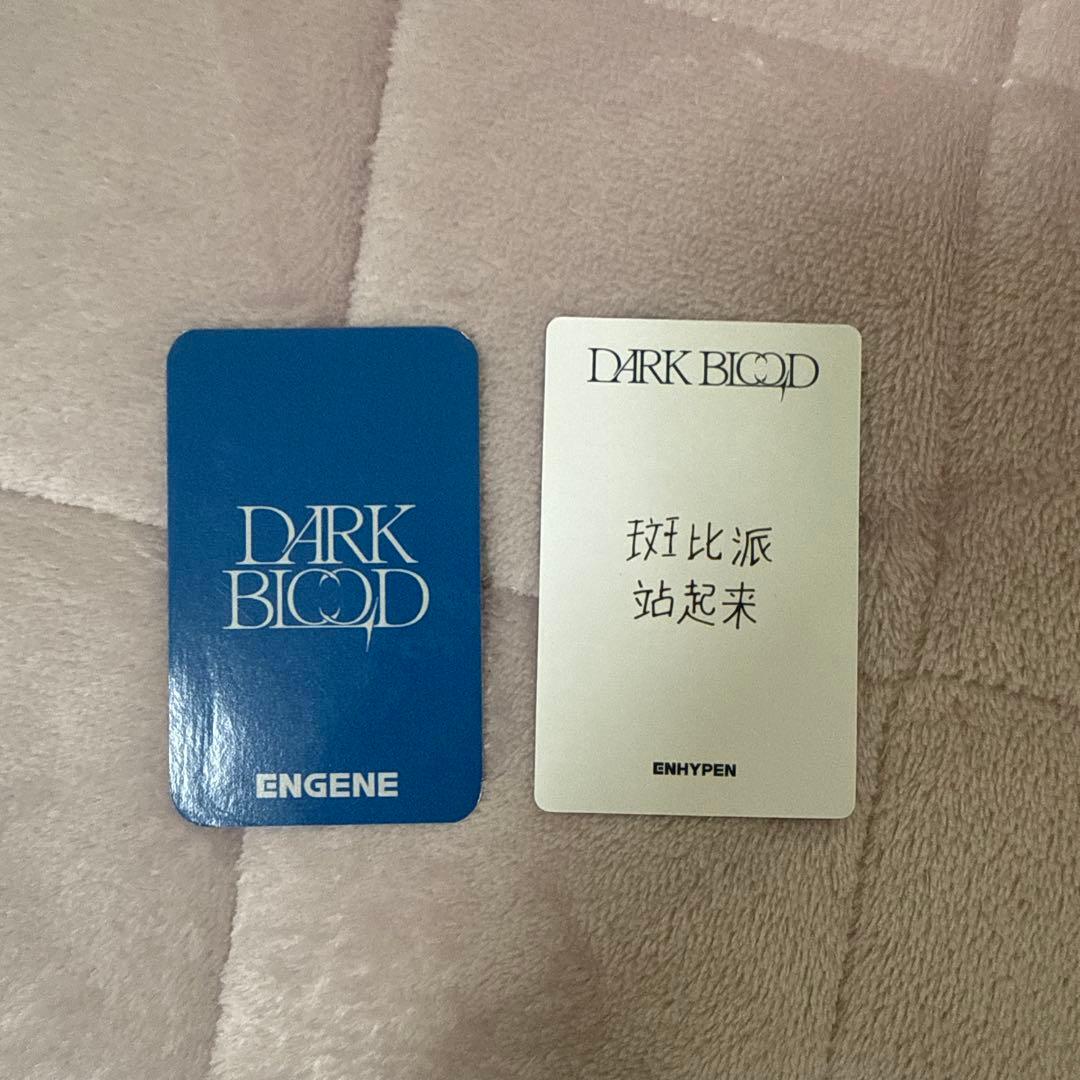 DARK
BLOOD
ENGENE
DARK BLOOD
斑比派
站起来
ENHYPEN